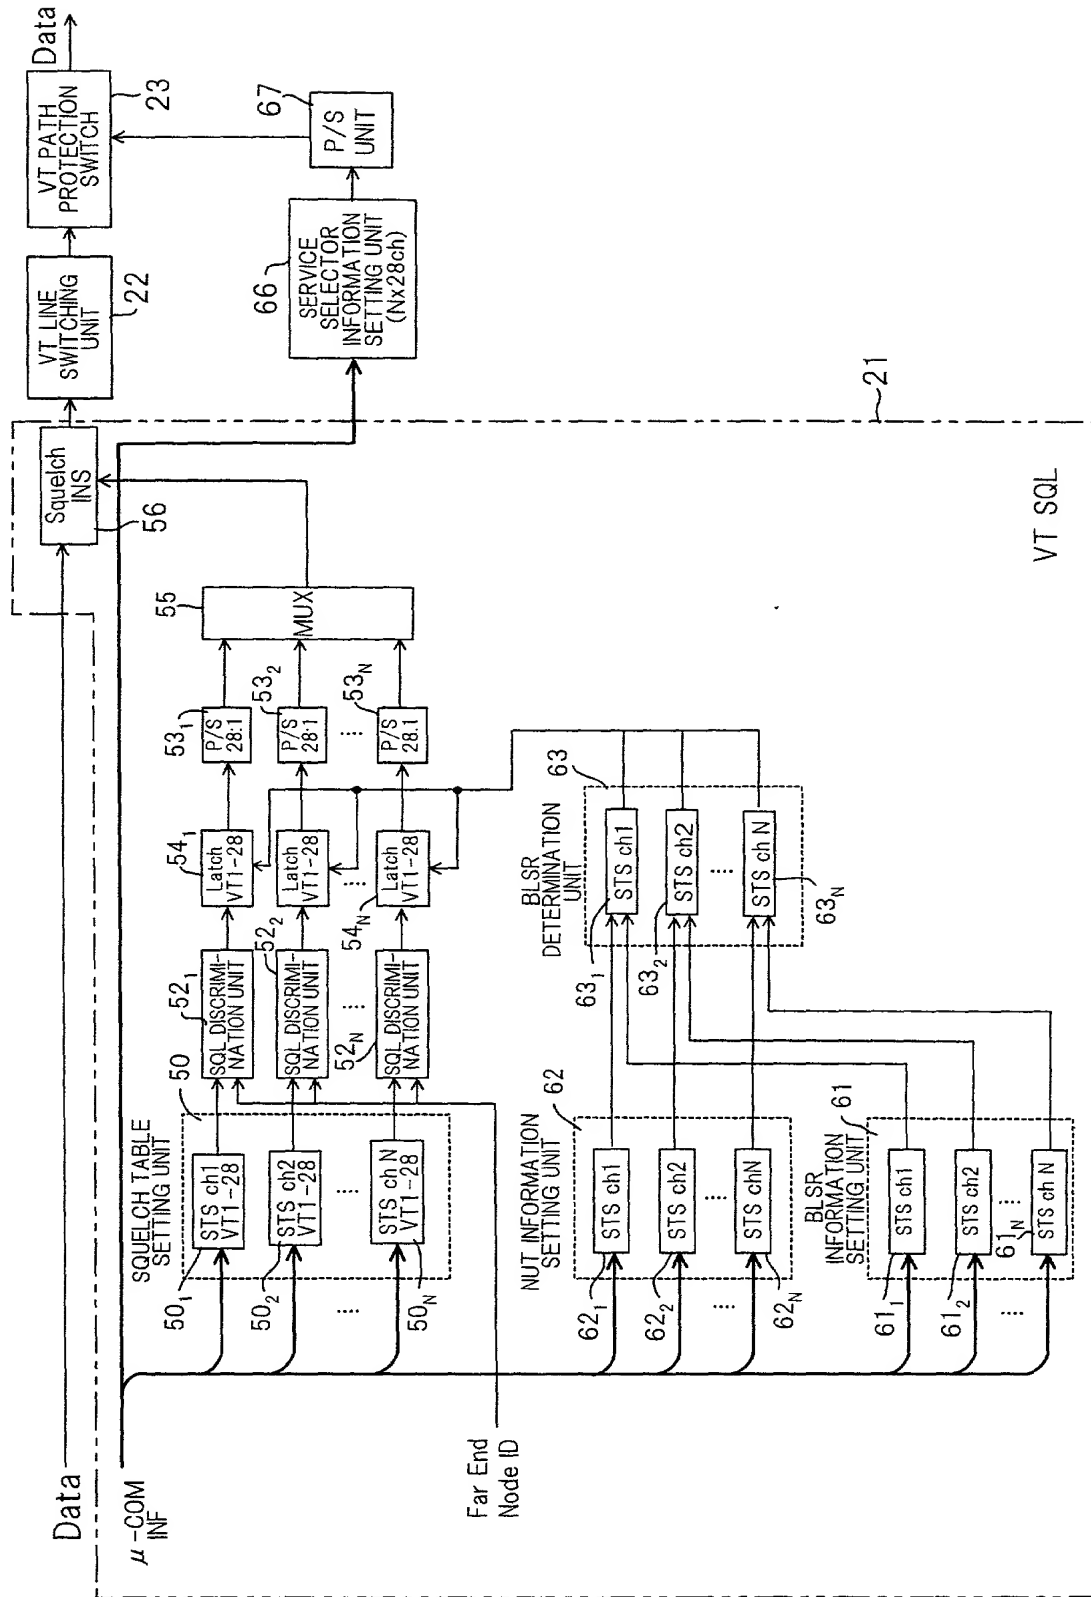 Data
μ-COM
INF
Far End
Node ID
SQUELCH TABLE
SETTING UNIT
50
50₁
STS ch1
VT1-28
50₂
STS ch2
VT1-28
50N
STS ch N
VT1-28
52₁
SQL DISCRIMI-
NATION UNIT
52₂
SQL DISCRIMI-
NATION UNIT
52N
SQL DISCRIMI-
NATION UNIT
54₁
Latch
VT1-28
Latch
VT1-28
54N
Latch
VT1-28
53₁
P/S
28:1
53₂
P/S
28:1
53N
P/S
28.1
55
MUX
Squelch
INS
56
VT LINE
SWITCHING
UNIT
22
VT PATH
PROTECTION
SWITCH
23
Data
66
SERVICE
SELECTOR
INFORMATION
SETTING UNIT
(Nx28ch)
67
P/S
UNIT
21
VT SQL
NUT INFORMATION
SETTING UNIT
62
62₁
STS ch1
62₂
STS ch2
62N
STS chN
BLSR
INFORMATION
SETTING UNIT
61
61₁
STS ch1
61₂
STS ch2
61N
STS ch N
BLSR
DETERMINATION
UNIT
63
63₁
STS ch1
63₂
STS ch2
63N
STS ch N